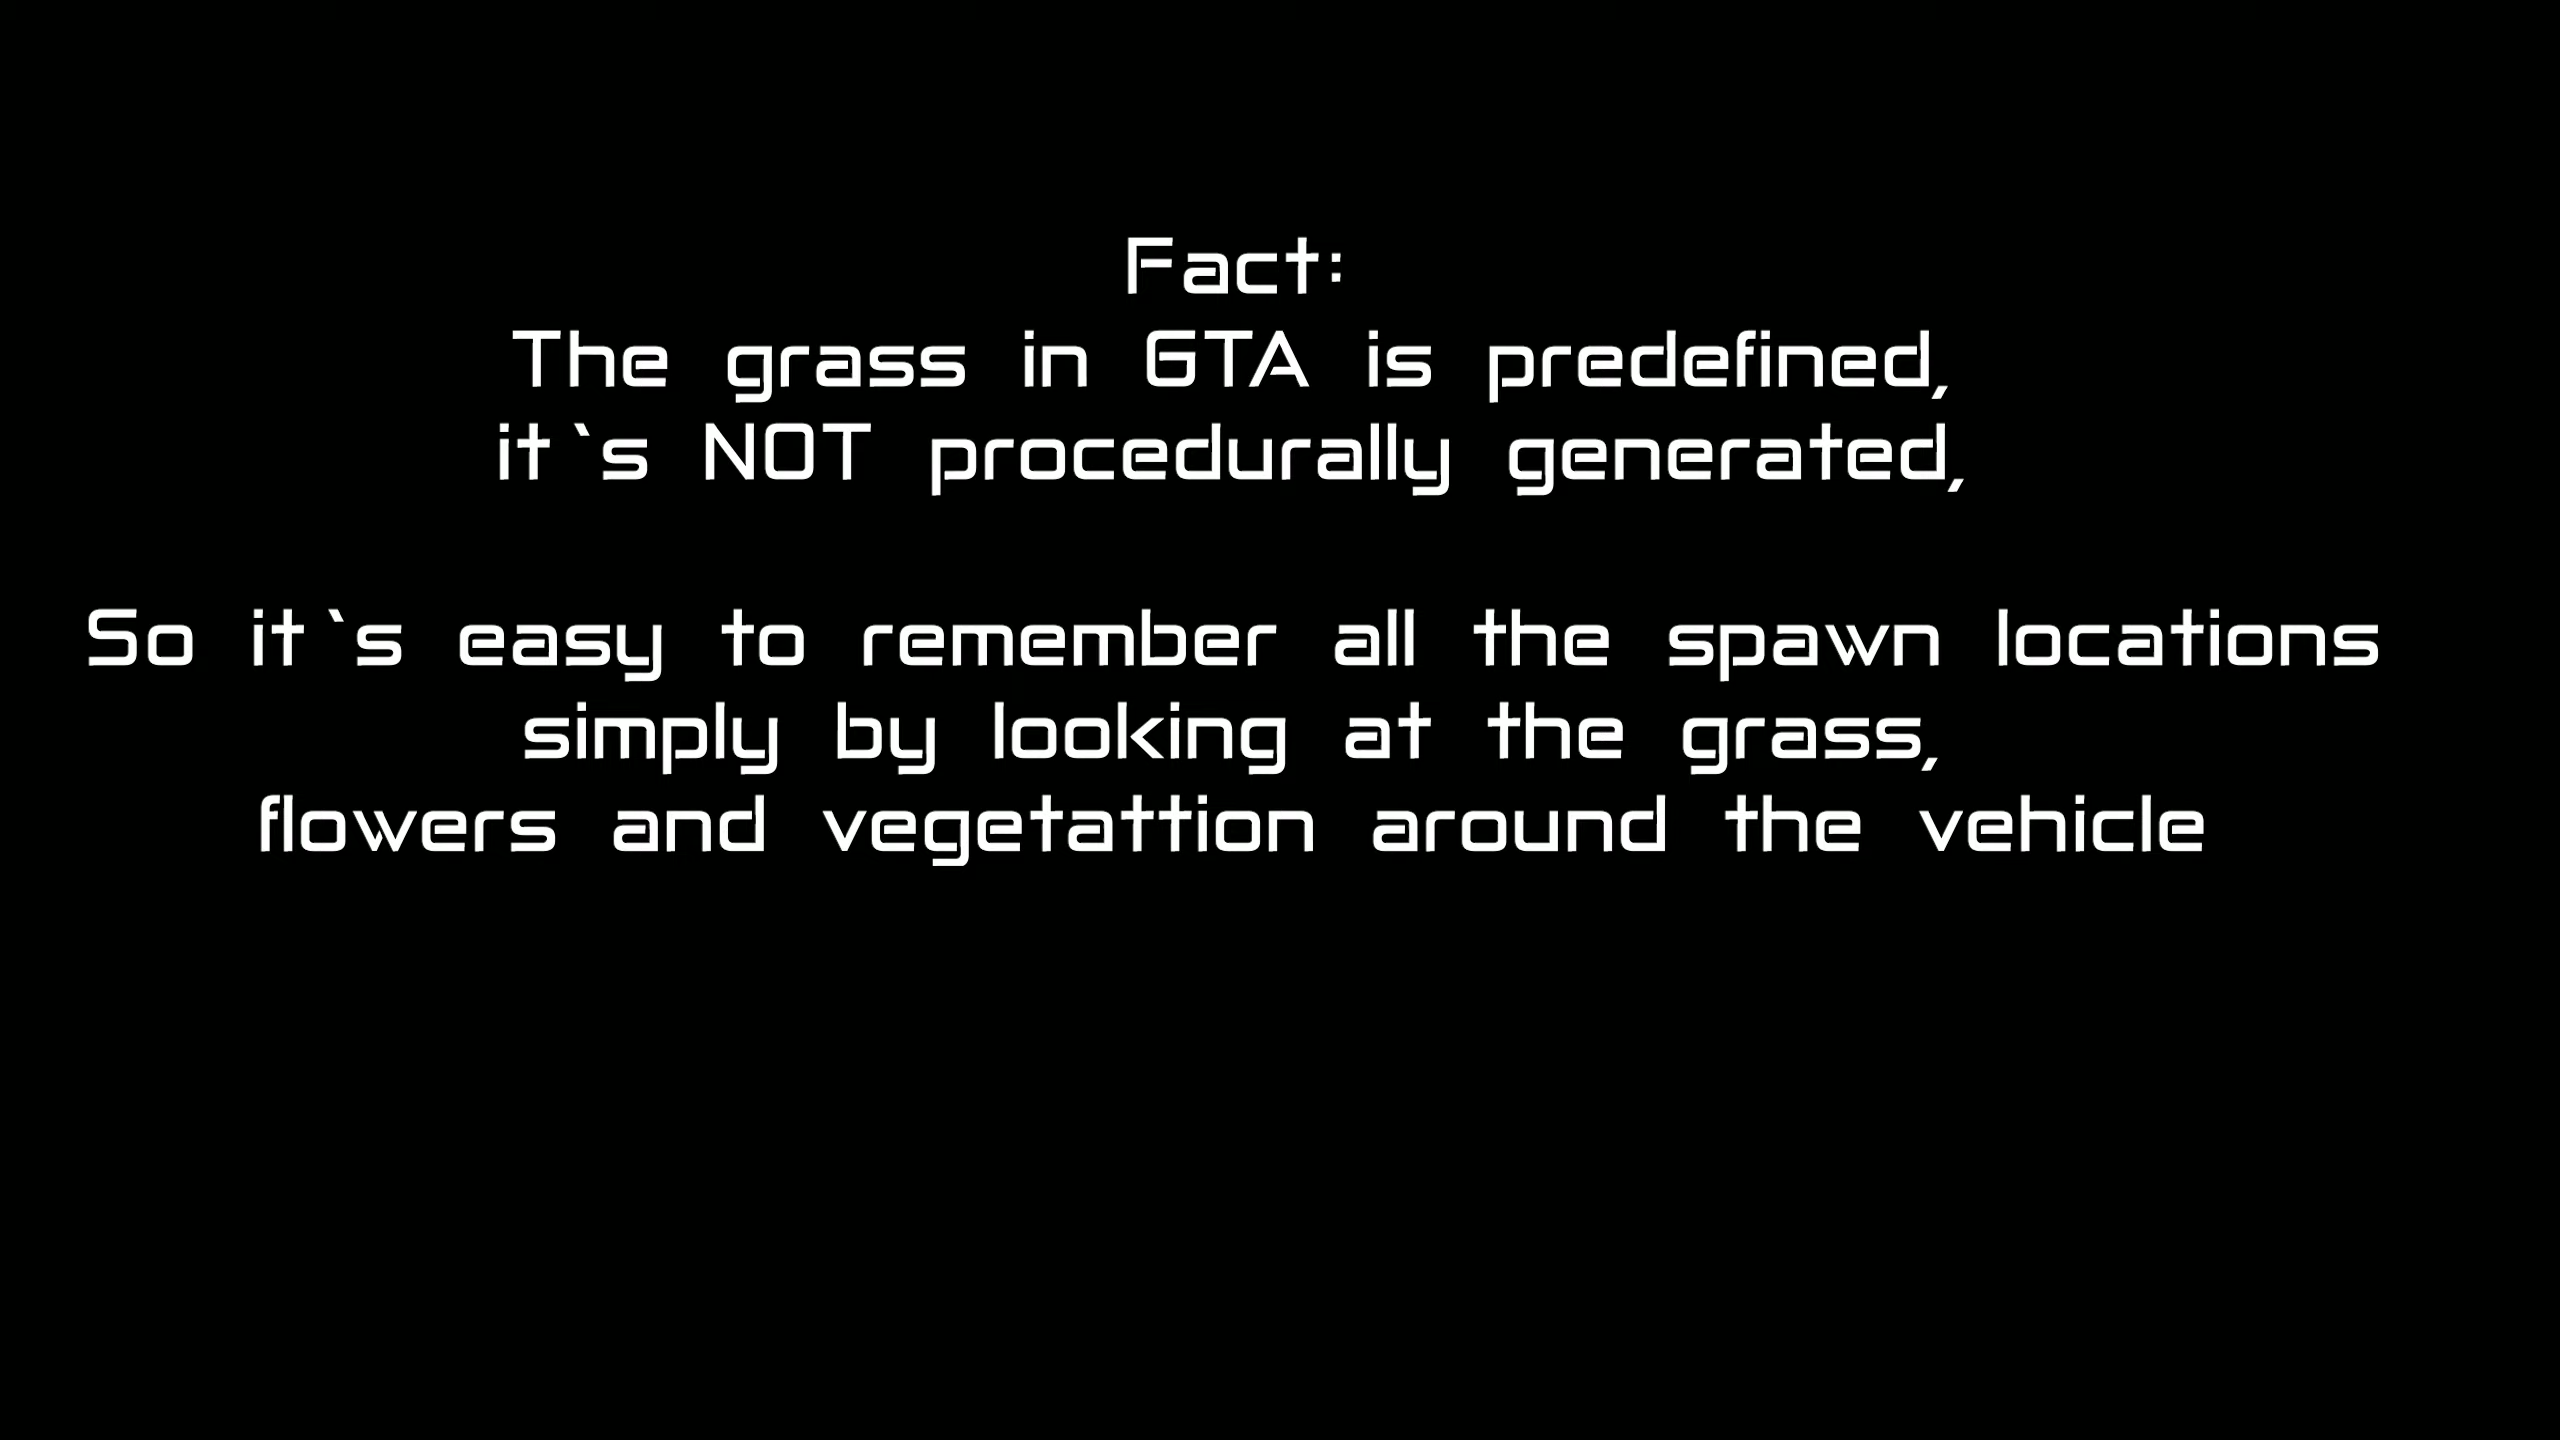 Fact:
The grass in GTA is predefined,
it`s NOT procedurally generated,
So it`s easy to remember all the spawn locations
simply by looking at the grass,
flowers and vegetattion around the vehicle